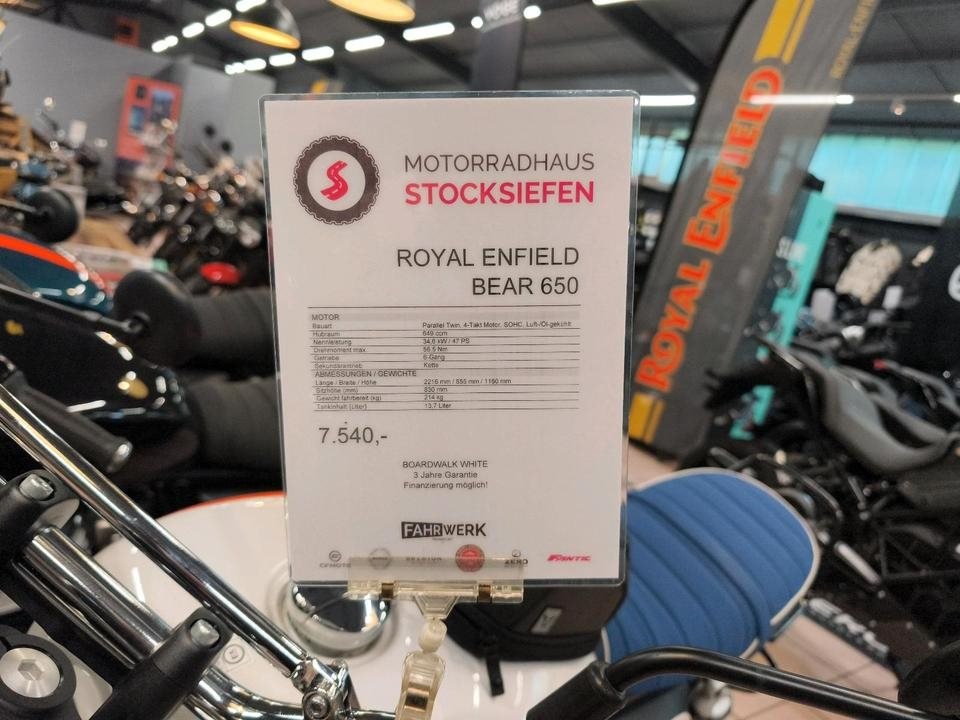 MOTORRADHAUS
STOCKSIEFEN
ROYAL ENFIELD
BEAR 650
MOTOR
Bauart Parallel Twin, 4-Takt Motor, SOHC, Luft-/Öl-gekühlt
Hubraum 649 ccm
Nennleistung 34,6 kW / 47 PS
Drehmoment max. 56,5 Nm
Getriebe 6-Gang
Sekundärantrieb Kette
ABMESSUNGEN / GEWICHTE
Länge / Breite / Höhe 2216 mm / 855 mm / 1160 mm
Sitzhöhe (mm) 830 mm
Gewicht fahrbereit (kg) 214 kg
Tankinhalt (Liter) 13,7 Liter
7.540,-
BOARDWALK WHITE
3 Jahre Garantie
Finanzierung möglich!
FAHRWERK
CFMOTO
ZERO
FANTIC
ROYAL ENFIELD